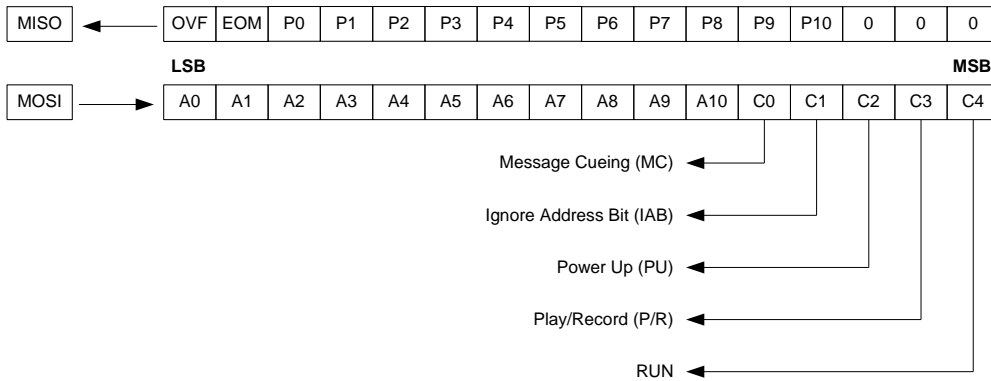 MISO OVF EOM P0 P1 P2 P3 P4 P5 P6 P7 P8 P9 P10 0 0 0
LSB MSB
MOSI A0 A1 A2 A3 A4 A5 A6 A7 A8 A9 A10 C0 C1 C2 C3 C4
Message Cueing (MC)
Ignore Address Bit (IAB)
Power Up (PU)
Play/Record (P/R)
RUN